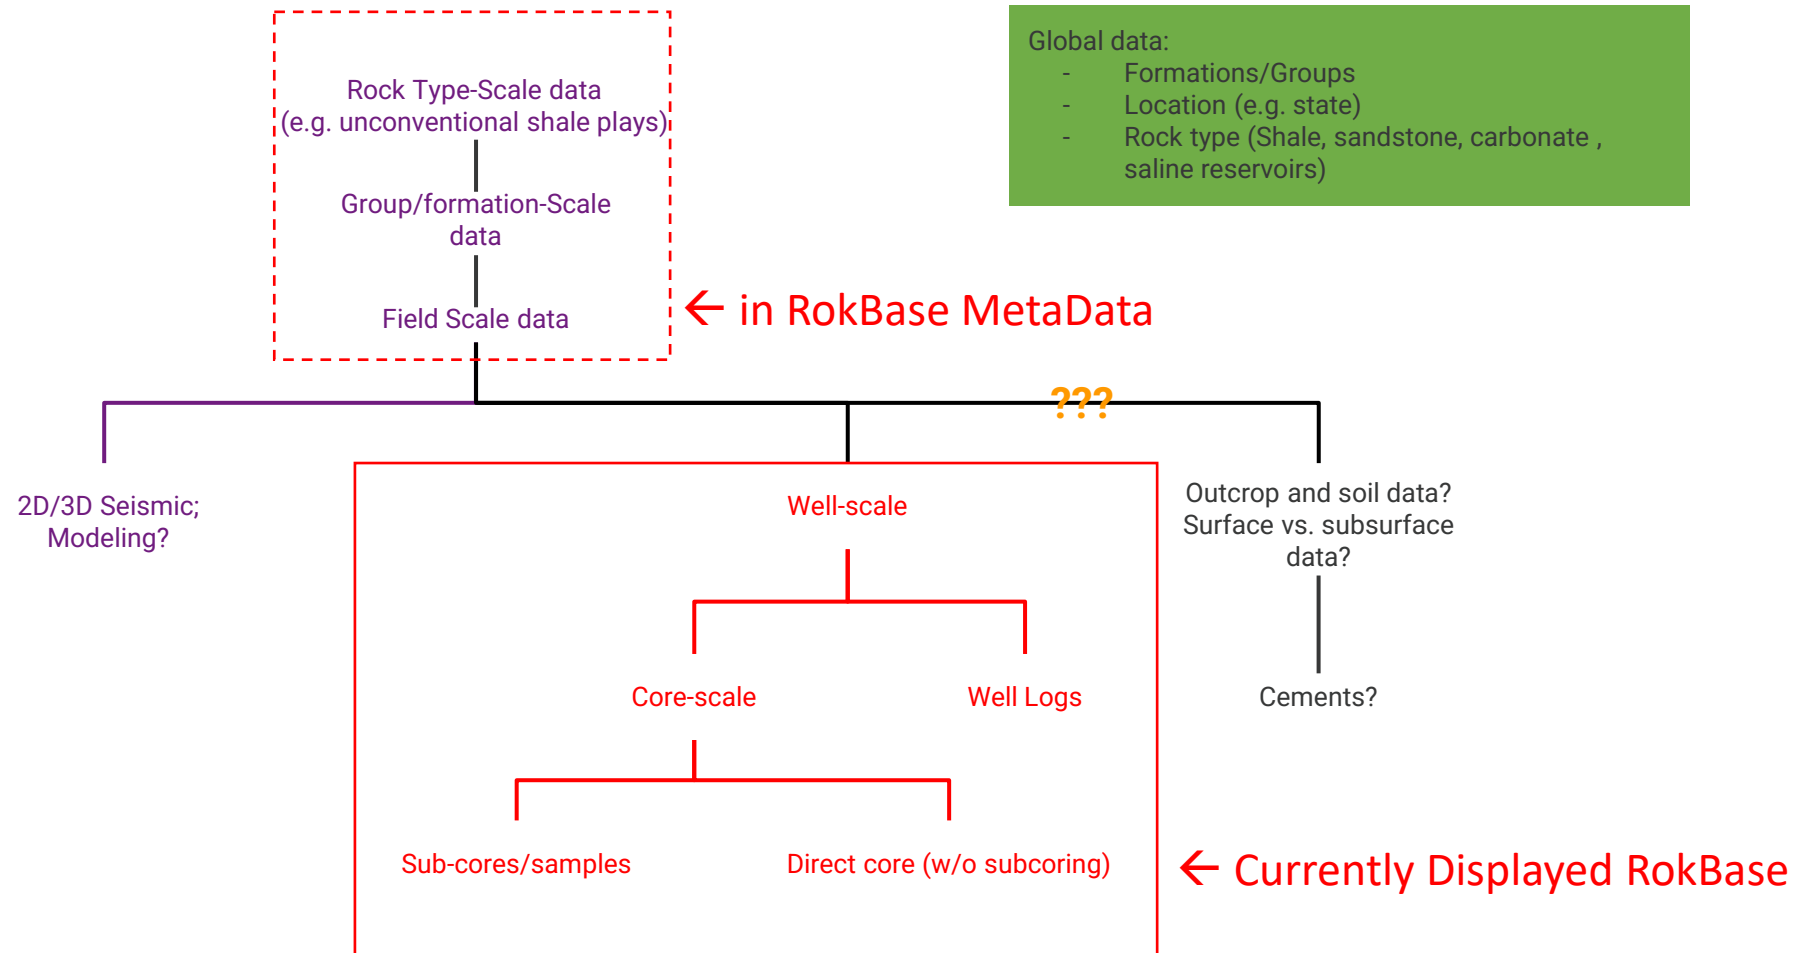 Rock Type-Scale data
(e.g. unconventional shale plays)
Group/formation-Scale
data
Field Scale data
← in RokBase MetaData
Global data:
- Formations/Groups
- Location (e.g. state)
- Rock type (Shale, sandstone, carbonate ,
saline reservoirs)
???
2D/3D Seismic;
Modeling?
Well-scale
Outcrop and soil data?
Surface vs. subsurface
data?
Core-scale
Well Logs
Cements?
Sub-cores/samples
Direct core (w/o subcoring)
← Currently Displayed RokBase